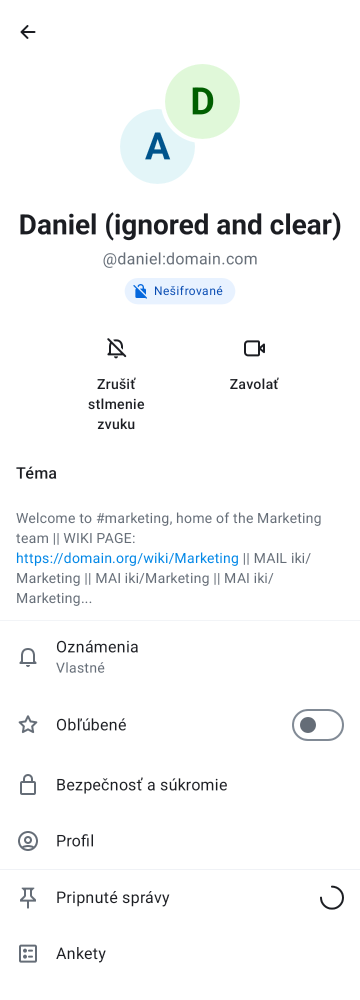 D
A
Daniel (ignored and clear)
@daniel:domain.com
Nešifrované
Zrušiť
stlmenie
zvuku
Zavolať
Téma
Welcome to #marketing, home of the Marketing
team || WIKI PAGE:
https://domain.org/wiki/Marketing || MAIL iki/
Marketing || MAI iki/Marketing || MAI iki/
Marketing...
Oznámenia
Vlastné
Obľúbené
Bezpečnosť a súkromie
Profil
Pripnuté správy
Ankety